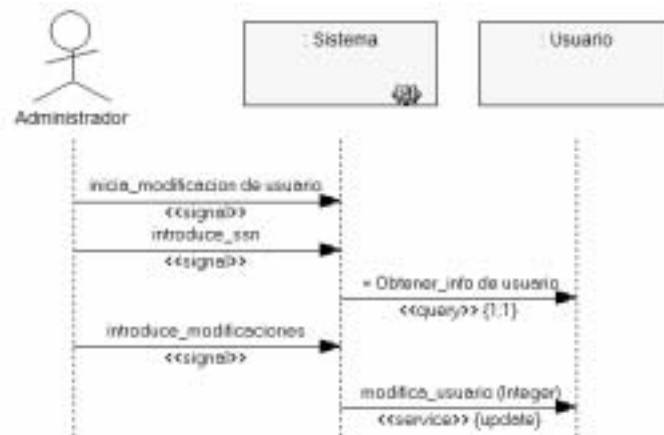 : Sistema
: Usuario
Administrador
inicia_modificacion de usuario
<<signal>>
introduce_ssn
<<signal>>
= Obtener_info de usuario
<<query>> {1:1}
introduce_modificaciones
<<signal>>
modifica_usuario (Integer)
<<service>> {update}